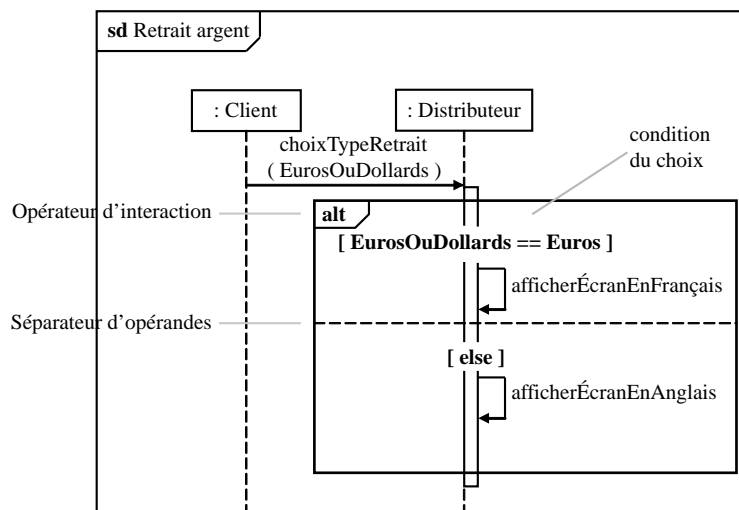 sd Retrait argent
: Client
: Distributeur
choixTypeRetrait
( EurosOuDollards )
condition
du choix
Opérateur d'interaction
alt
[ EurosOuDollards == Euros ]
afficherÉcranEnFrançais
Séparateur d'opérandes
[ else ]
afficherÉcranEnAnglais